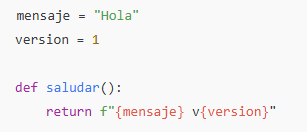 mensaje = "Hola"
version = 1

def saludar():
    return f"{mensaje} v{version}"